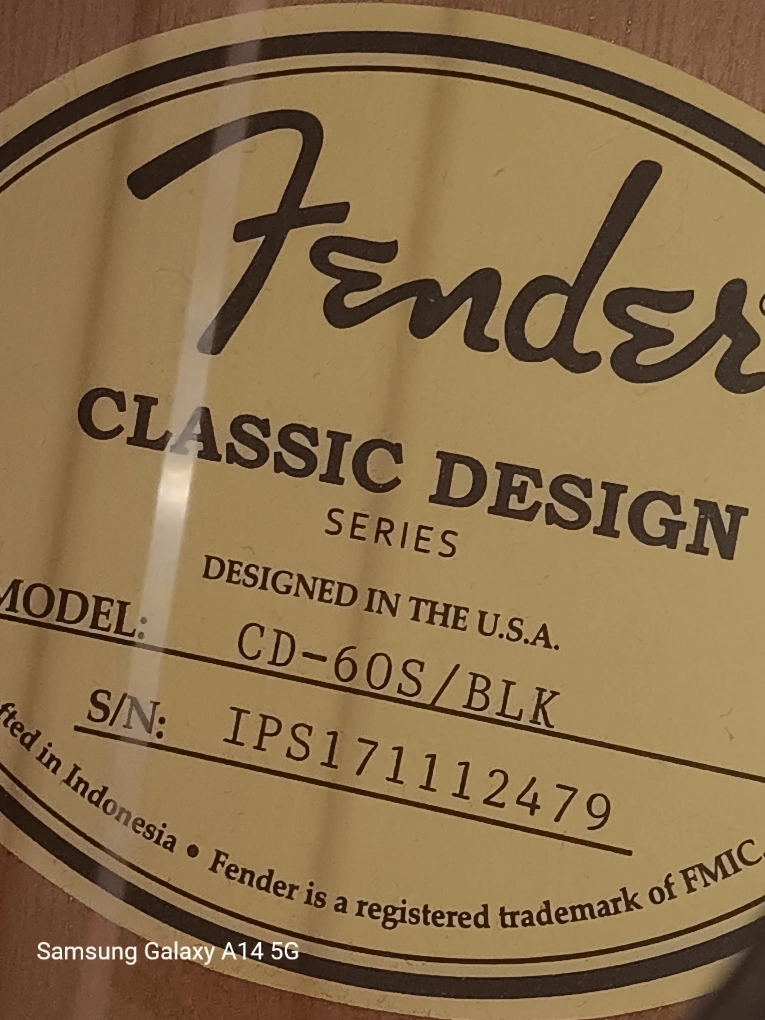 Fender®
CLASSIC DESIGN
SERIES
DESIGNED IN THE U.S.A.
MODEL: CD-60S/BLK
S/N: IPS171112479
fted in Indonesia • Fender is a registered trademark of FMIC.
Samsung Galaxy A14 5G